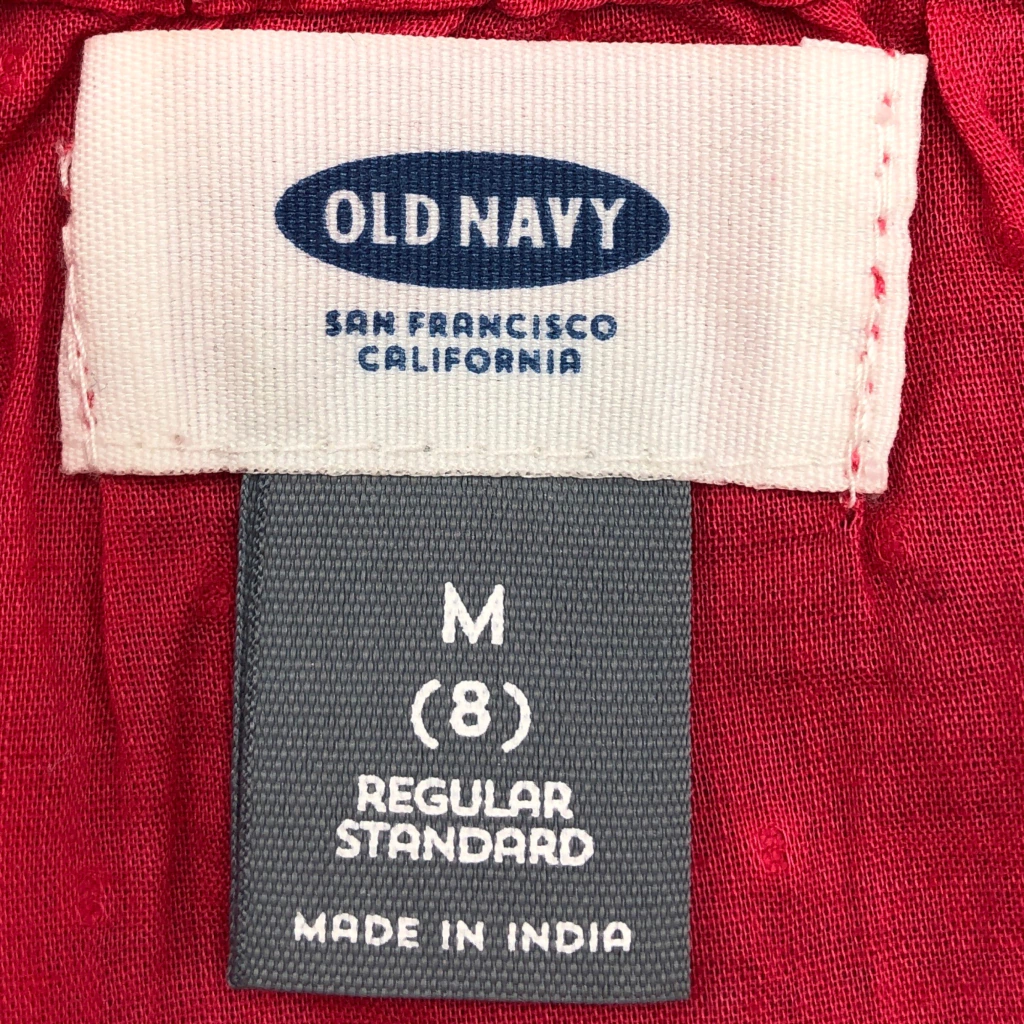 OLD NAVY
SAN FRANCISCO
CALIFORNIA
M
(8)
REGULAR
STANDARD
MADE IN INDIA